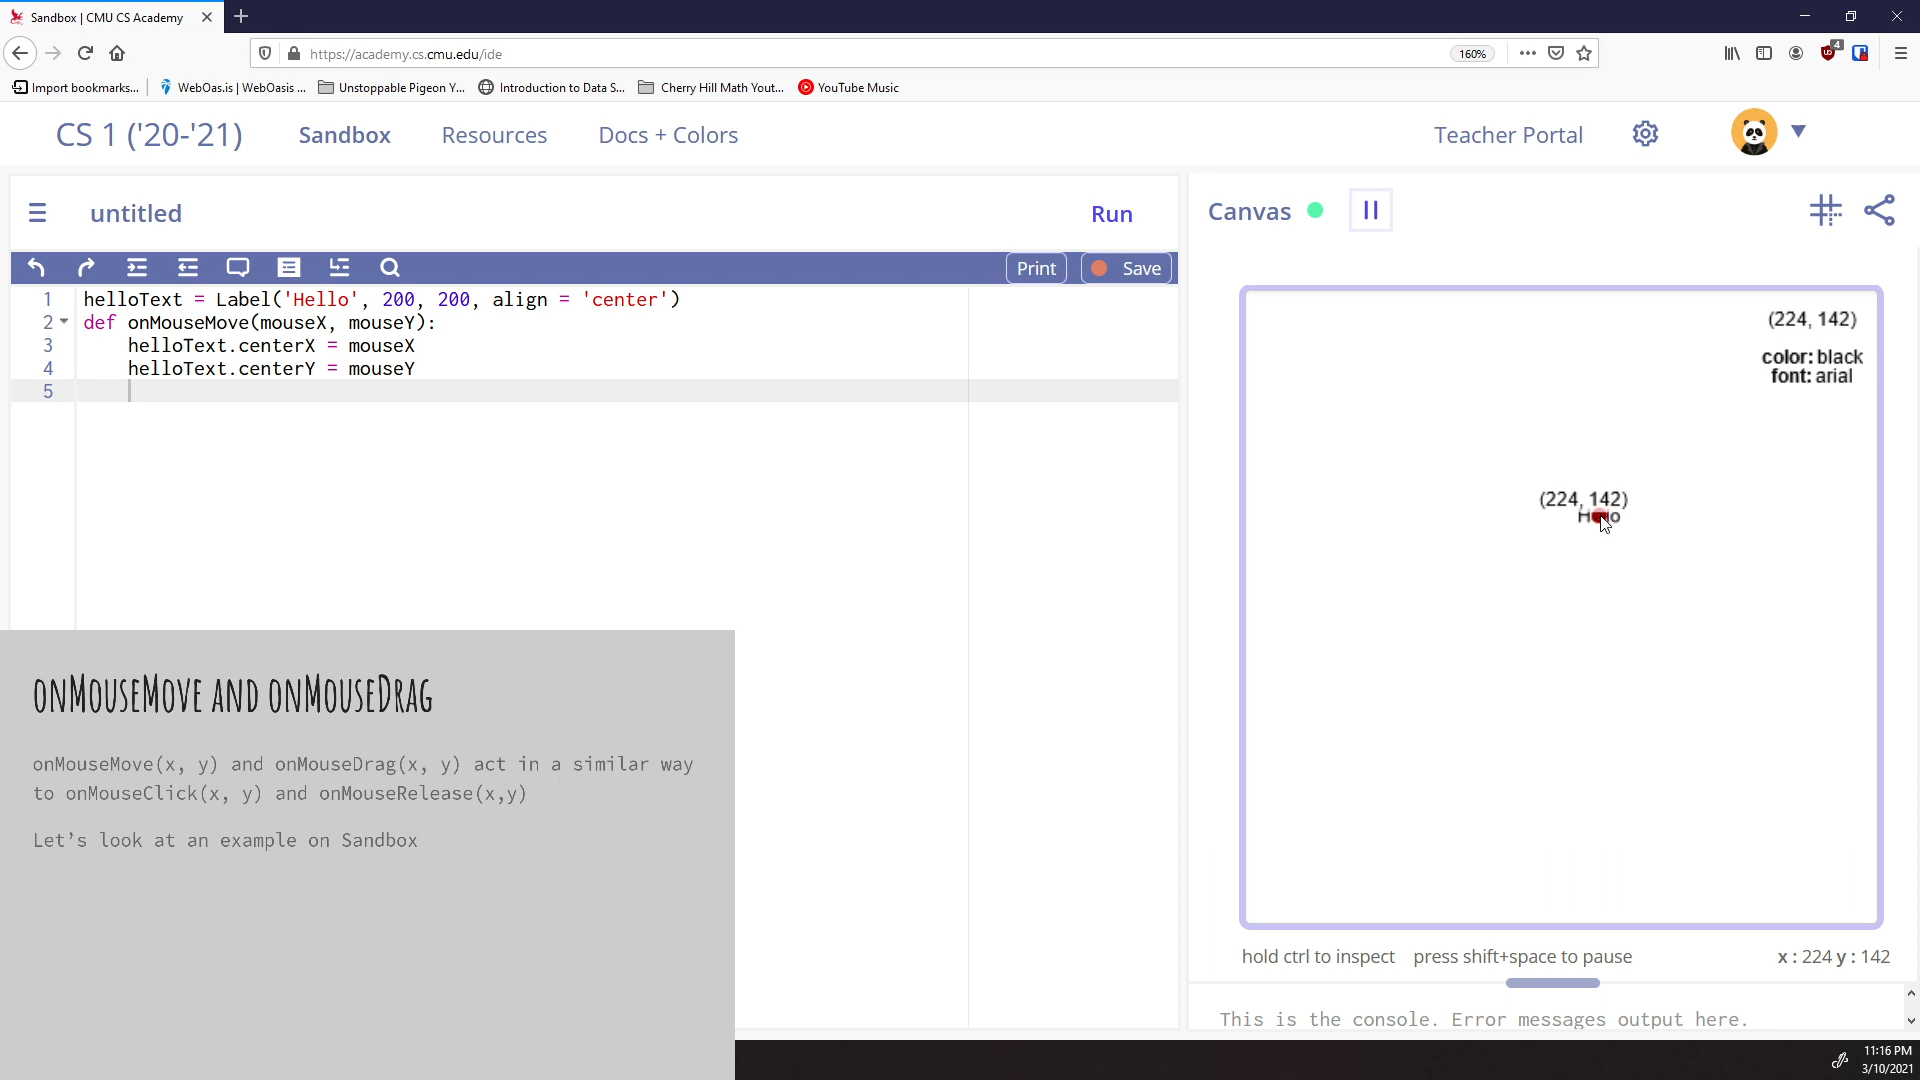 Sandbox | CMU CS Academy
https://academy.cs.cmu.edu/ide
160%
4
Import bookmarks...
WebOas.is | WebOasis ...
Unstoppable Pigeon Y...
Introduction to Data S...
Cherry Hill Math Yout...
YouTube Music
CS 1 ('20-'21)
Sandbox
Resources
Docs + Colors
Teacher Portal
untitled
Run
Print
Save
1 helloText = Label('Hello', 200, 200, align = 'center')
2 def onMouseMove(mouseX, mouseY):
3 helloText.centerX = mouseX
4 helloText.centerY = mouseY
5
Canvas
(224, 142)
color: black
font: arial
(224, 142)
hold ctrl to inspect press shift+space to pause x : 224 y : 142
This is the console. Error messages output here.
onMouseMove and onMouseDrag
onMouseMove(x, y) and onMouseDrag(x, y) act in a similar way
to onMouseClick(x, y) and onMouseRelease(x,y)
Let's look at an example on Sandbox
11:16 PM
3/10/2021